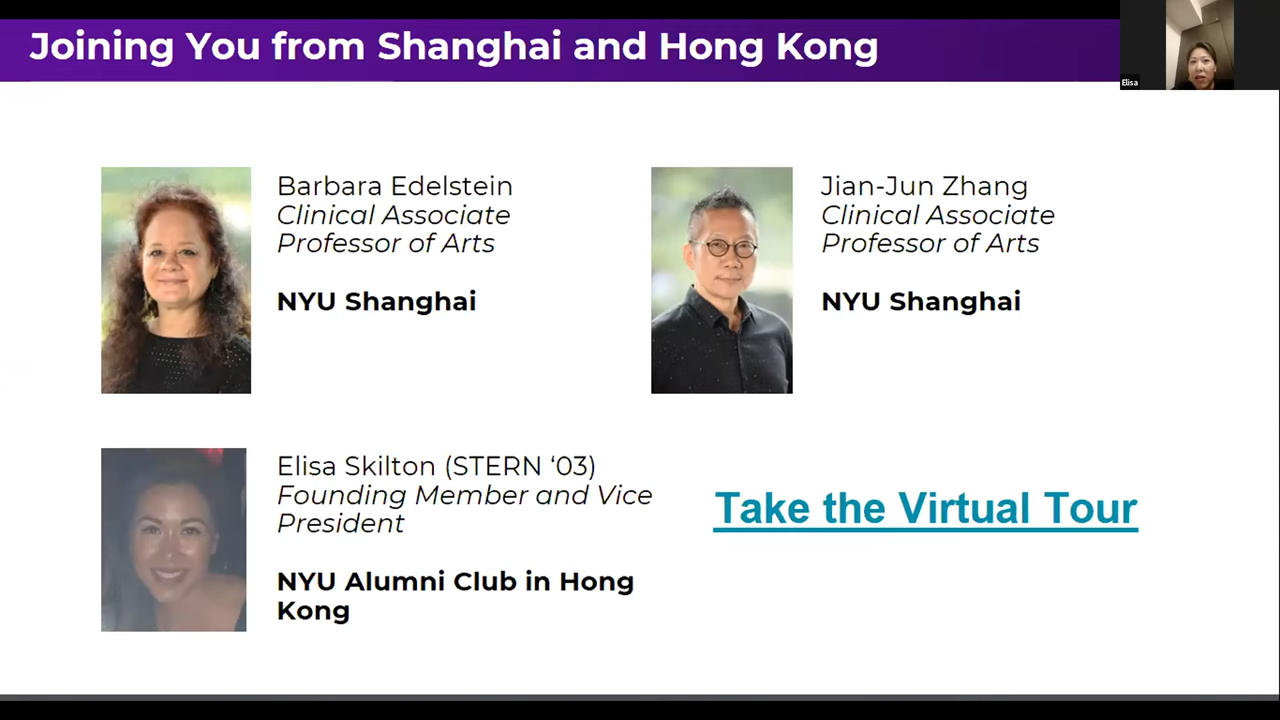 Joining You from Shanghai and Hong Kong
Elisa
Barbara Edelstein
Clinical Associate
Professor of Arts
NYU Shanghai
Jian-Jun Zhang
Clinical Associate
Professor of Arts
NYU Shanghai
Elisa Skilton (STERN ‘03)
Founding Member and Vice
President
NYU Alumni Club in Hong
Kong
Take the Virtual Tour